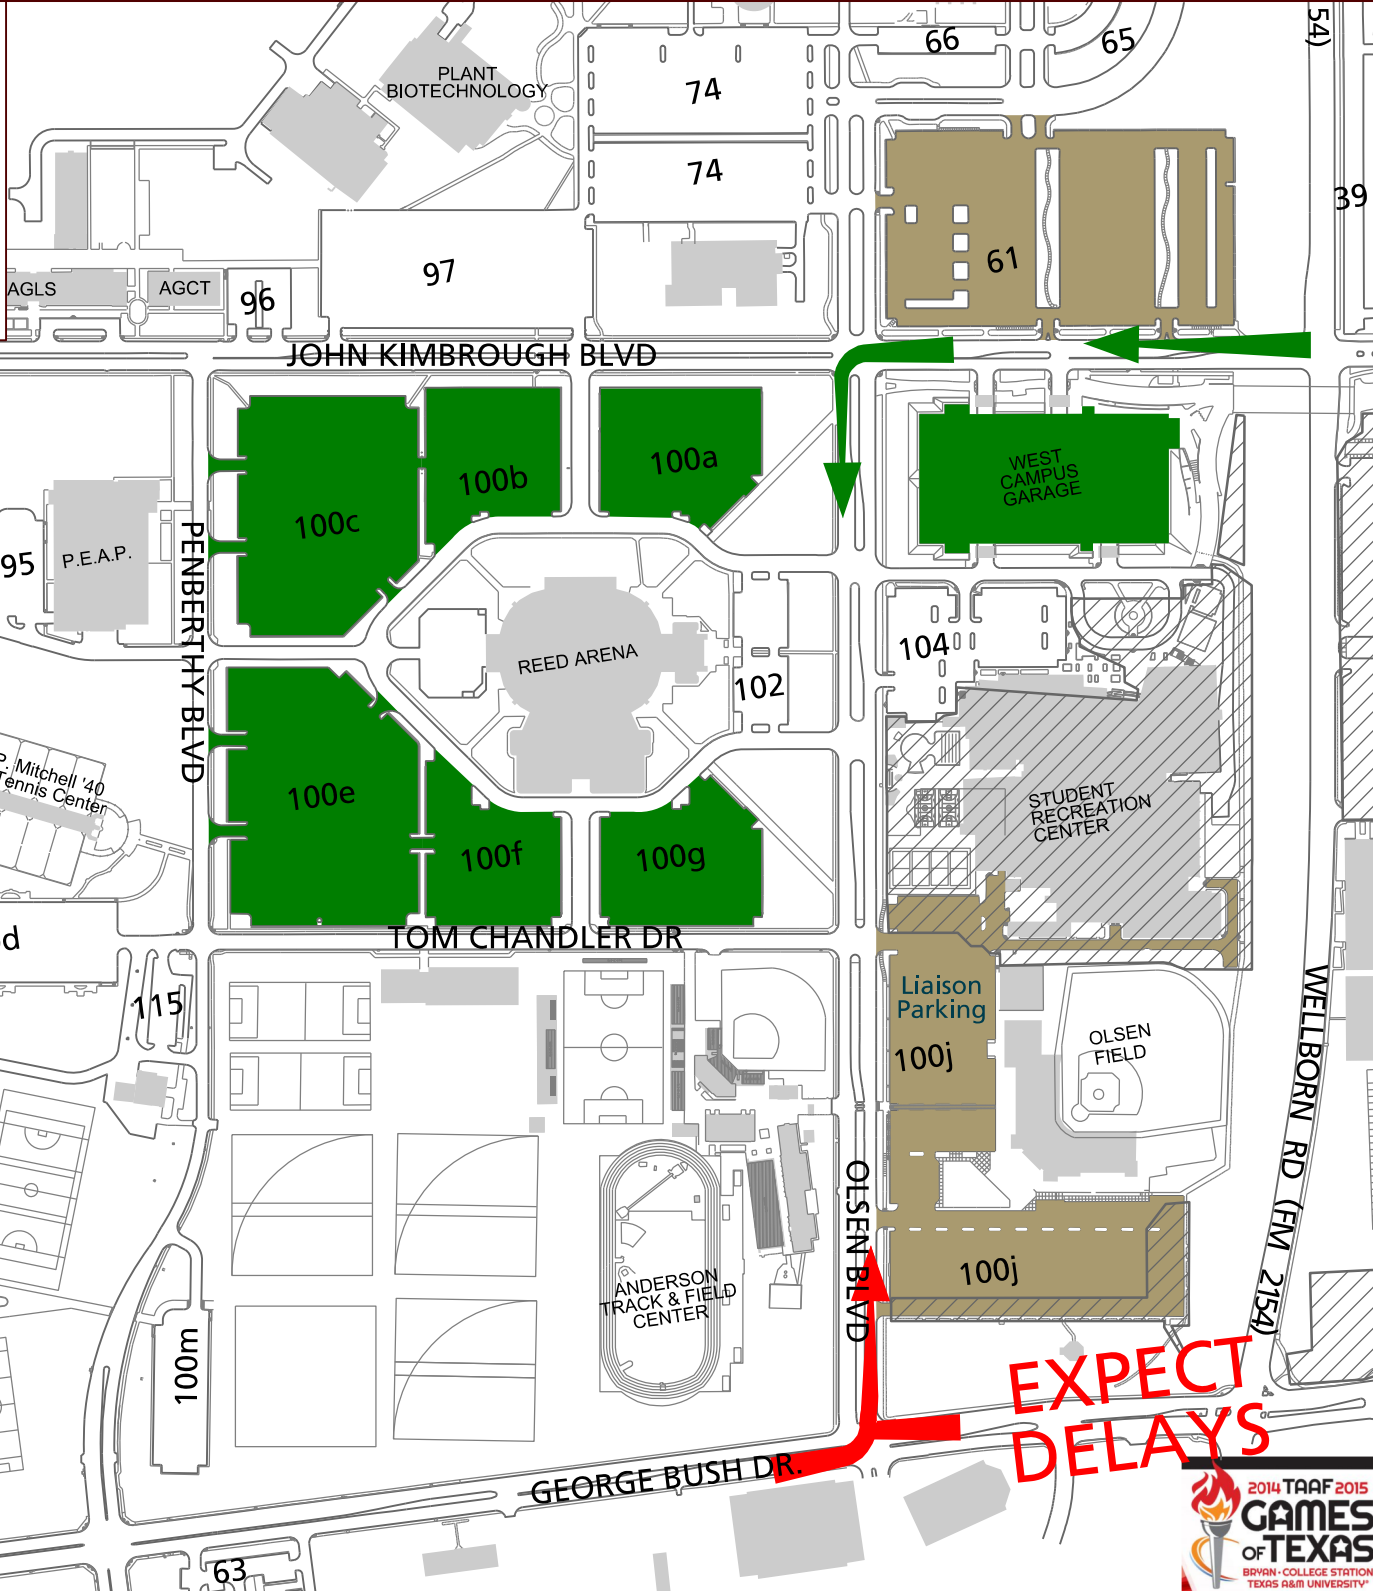 54)
66
65
PLANT
BIOTECHNOLOGY
74
74
39
61
97
AGLS
AGCT
96
JOHN KIMBROUGH BLVD
100a
100b
100c
WEST
CAMPUS
GARAGE
95
P.E.A.P.
PENBERTHY BLVD
REED ARENA
104
102
P. Mitchell '40
Tennis Center
100e
STUDENT
RECREATION
CENTER
100f
100g
d
TOM CHANDLER DR
115
Liaison
Parking
100j
OLSEN
FIELD
WELLBORN RD (FM 2154)
OLSEN BLVD
100j
ANDERSON
TRACK & FIELD
CENTER
100m
EXPECT
DELAYS
GEORGE BUSH DR.
63
2014 TAAF 2015
GAMES
OF TEXAS
BRYAN • COLLEGE STATION
TEXAS A&M UNIVERSITY®